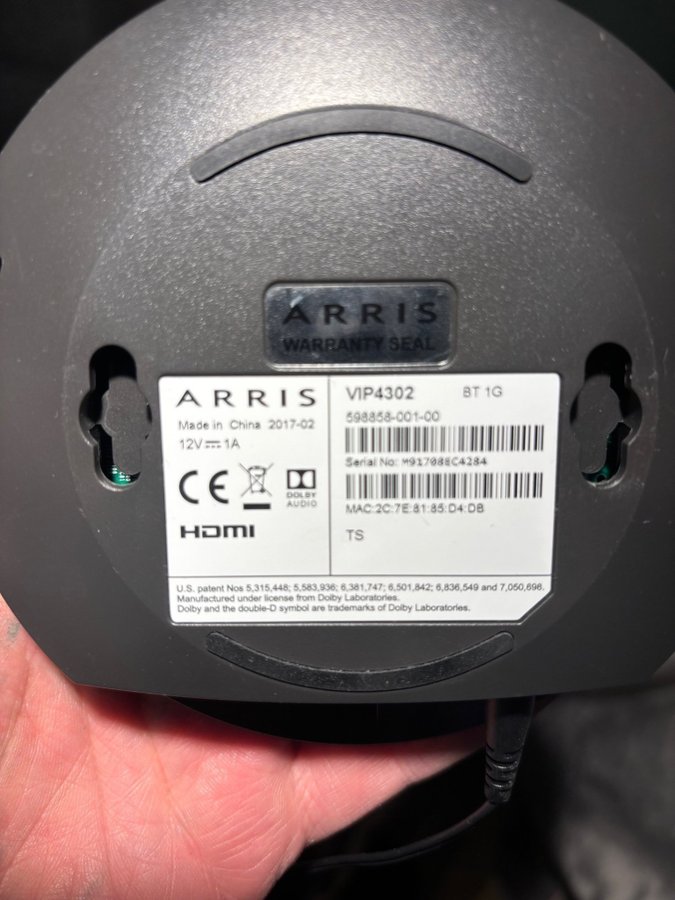 ARRIS
WARRANTY SEAL
ARRIS
Made in China 2017-02
12V⎓1A
CE
DOLBY
AUDIO
HDMI
VIP4302 BT 1G
598858-001-00
Serial No: M91708EC4284
MAC:2C:7E:81:85:D4:DB
TS
U.S. patent Nos 5,315,448; 5,583,936; 6,381,747; 6,501,842; 6,836,549 and 7,050,698.
Manufactured under license from Dolby Laboratories.
Dolby and the double-D symbol are trademarks of Dolby Laboratories.